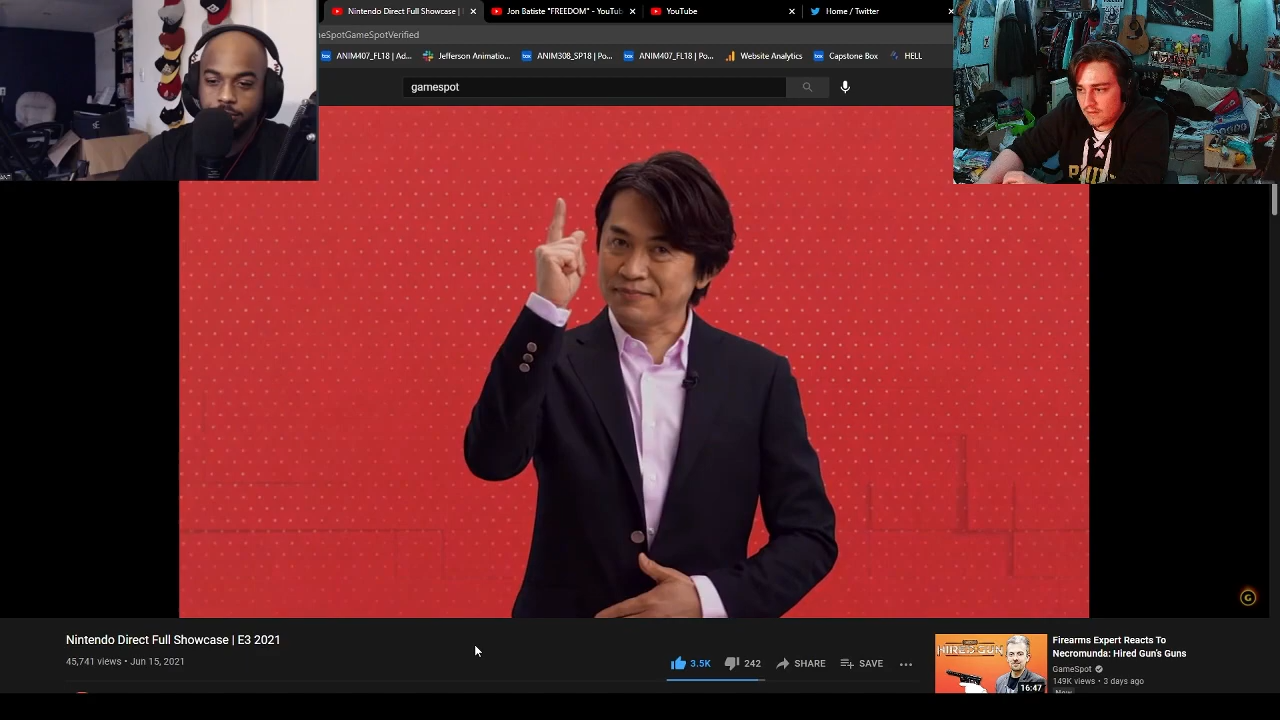 Nintendo Direct Full Showcase |
Jon Batiste "FREEDOM" - YouTub
YouTube
Home / Twitter
eSpotGameSpotVerified
ANIM407_FL18 | Ad...
Jefferson Animatio...
ANIM308_SP18 | Po...
ANIM407_FL18 | Po...
Website Analytics
Capstone Box
HELL
gamespot
G
Nintendo Direct Full Showcase | E3 2021
45,741 views • Jun 15, 2021
3.5K
242
SHARE
SAVE
HIRED GUN
16:47
Firearms Expert Reacts To
Necromunda: Hired Gun's Guns
GameSpot
149K views • 3 days ago
New